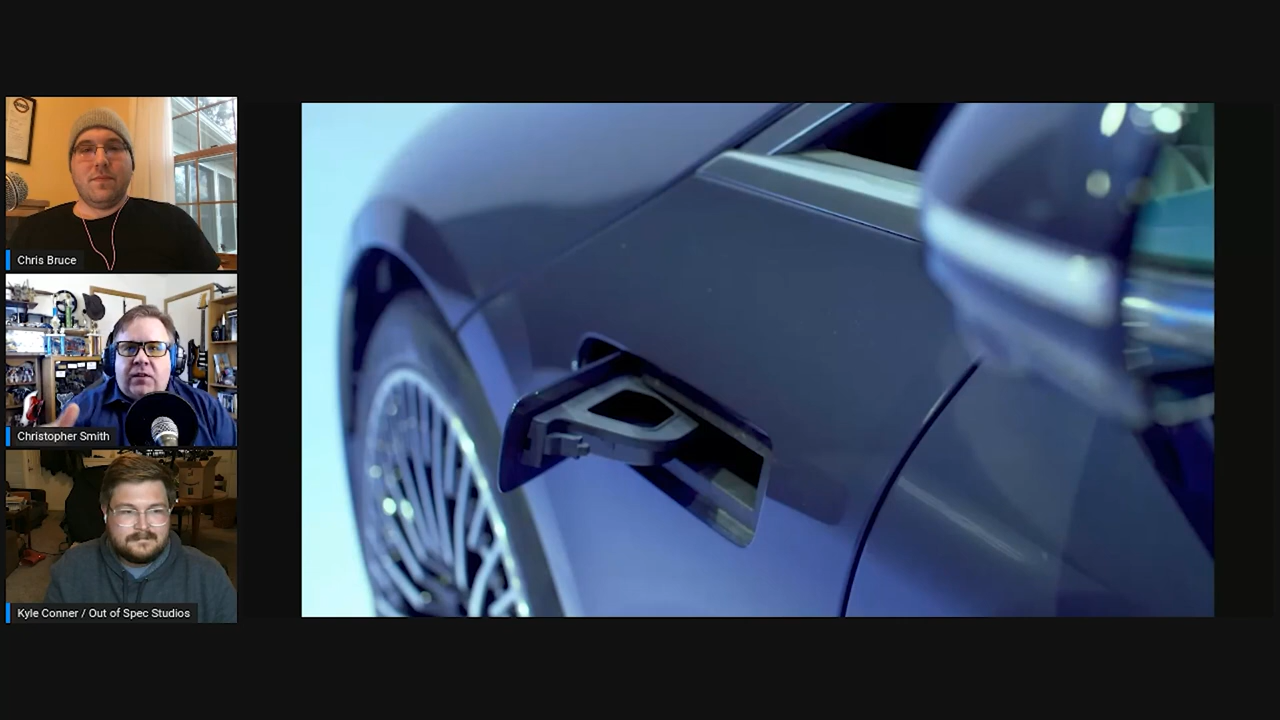 Chris Bruce
Christopher Smith
Kyle Conner / Out of Spec Studios